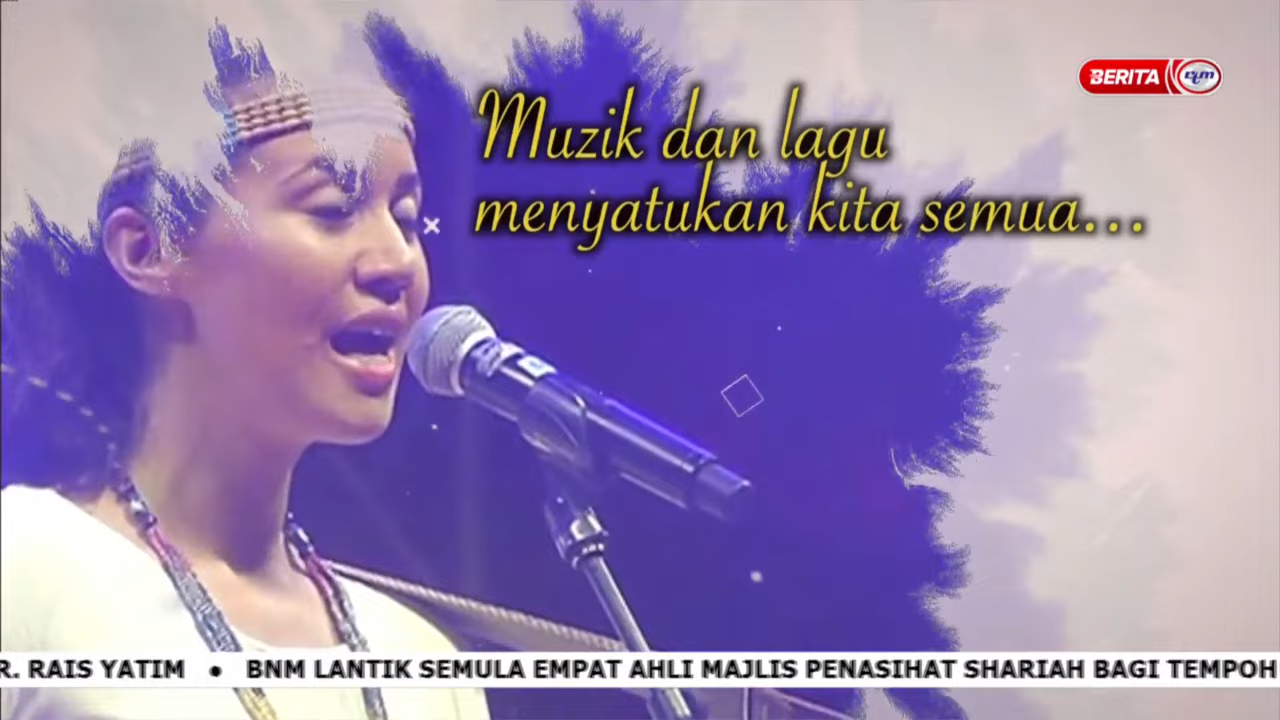 BERITA rtm
Muzik dan lagu
menyatukan kita semua...
R. RAIS YATIM • BNM LANTIK SEMULA EMPAT AHLI MAJLIS PENASIHAT SHARIAH BAGI TEMPOH